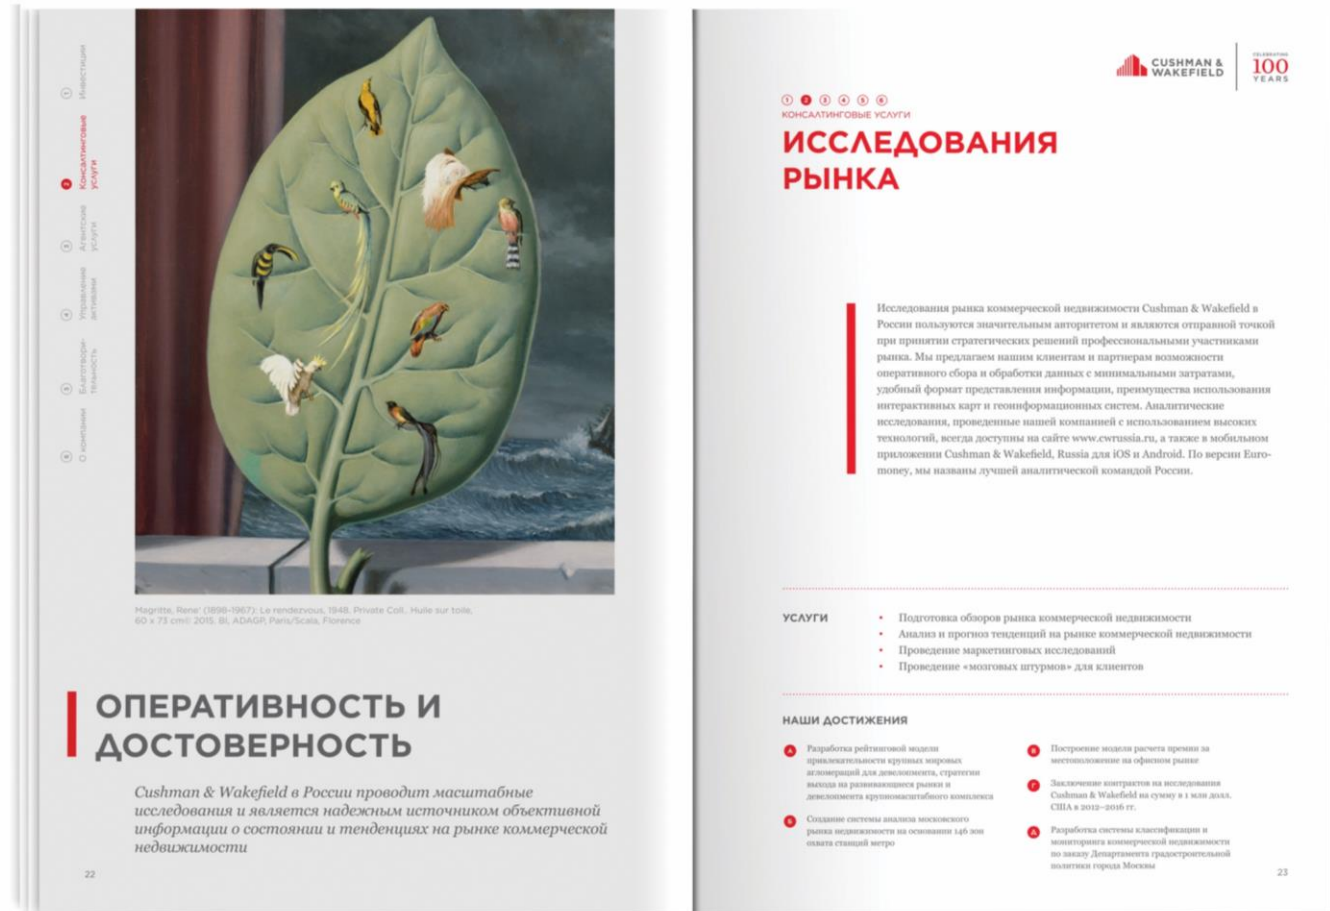 1 Инвестиции
2 Консалтинговые
услуги
3 Агентские
услуги
4 Управление
активами
5 Благотвори-
тельность
6 О компании
Magritte, Rene' (1898-1967): Le rendezvous, 1948. Private Coll., Huile sur toile,
60 x 73 cm© 2015. BI, ADAGP, Paris/Scala, Florence
ОПЕРАТИВНОСТЬ И
ДОСТОВЕРНОСТЬ
Cushman & Wakefield в России проводит масштабные
исследования и является надежным источником объективной
информации о состоянии и тенденциях на рынке коммерческой
недвижимости
22
CUSHMAN &
WAKEFIELD
CELEBRATING
100
YEARS
1 2 3 4 5 6
КОНСАЛТИНГОВЫЕ УСЛУГИ
ИССЛЕДОВАНИЯ
РЫНКА
Исследования рынка коммерческой недвижимости Cushman & Wakefield в
России пользуются значительным авторитетом и являются отправной точкой
при принятии стратегических решений профессиональными участниками
рынка. Мы предлагаем нашим клиентам и партнерам возможности
оперативного сбора и обработки данных с минимальными затратами,
удобный формат представления информации, преимущества использования
интерактивных карт и геоинформационных систем. Аналитические
исследования, проведенные нашей компанией с использованием высоких
технологий, всегда доступны на сайте www.cwrussia.ru, а также в мобильном
приложении Cushman & Wakefield, Russia для iOS и Android. По версии Euro-
money, мы названы лучшей аналитической командой России.
УСЛУГИ
• Подготовка обзоров рынка коммерческой недвижимости
• Анализ и прогноз тенденций на рынке коммерческой недвижимости
• Проведение маркетинговых исследований
• Проведение «мозговых штурмов» для клиентов
НАШИ ДОСТИЖЕНИЯ
А Разработка рейтинговой модели
привлекательности крупных мировых
агломераций для девелопмента, стратегии
выхода на развивающиеся рынки и
девелопмента крупномасштабного комплекса
Б Создание системы анализа московского
рынка недвижимости на основании 146 зон
охвата станций метро
В Построение модели расчета премии за
местоположение на офисном рынке
Г Заключение контрактов на исследования
Cushman & Wakefield на сумму в 1 млн долл.
США в 2012–2016 гг.
Д Разработка системы классификации и
мониторинга коммерческой недвижимости
по заказу Департамента градостроительной
политики города Москвы
23